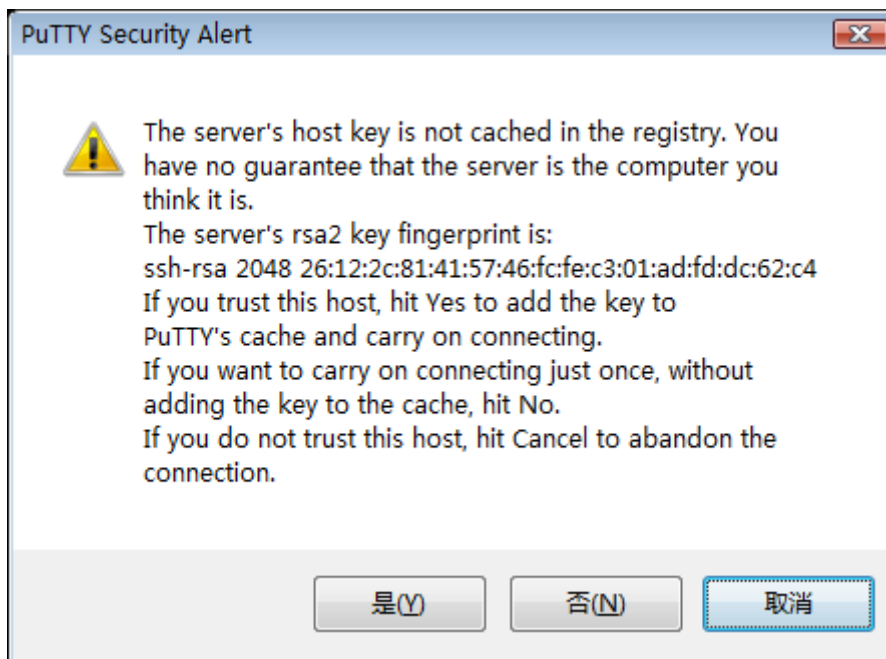 PuTTY Security Alert
The server's host key is not cached in the registry. You
have no guarantee that the server is the computer you
think it is.
The server's rsa2 key fingerprint is:
ssh-rsa 2048 26:12:2c:81:41:57:46:fc:fe:c3:01:ad:fd:dc:62:c4
If you trust this host, hit Yes to add the key to
PuTTY's cache and carry on connecting.
If you want to carry on connecting just once, without
adding the key to the cache, hit No.
If you do not trust this host, hit Cancel to abandon the
connection.
是(Y) 否(N) 取消